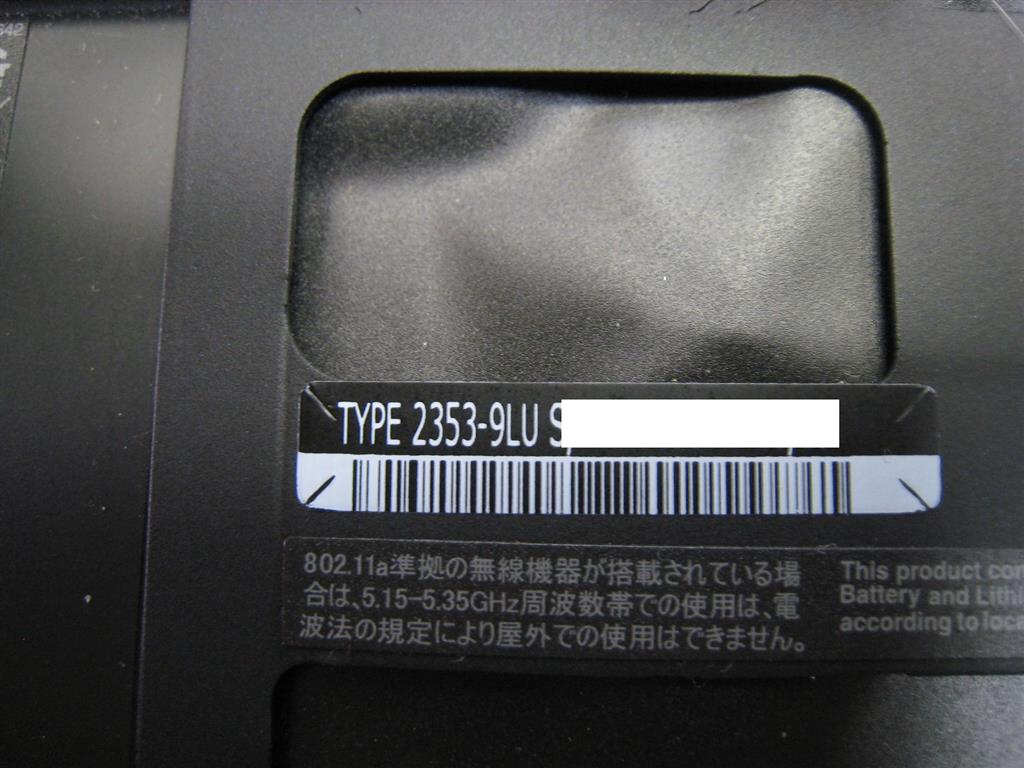 642
TYPE 2353-9LU S
802.11a準拠の無線機器が搭載されている場
合は、5.15-5.35GHz周波数帯での使用は、電
波法の規定により屋外での使用はできません。
This product con
Battery and Lithi
according to loca